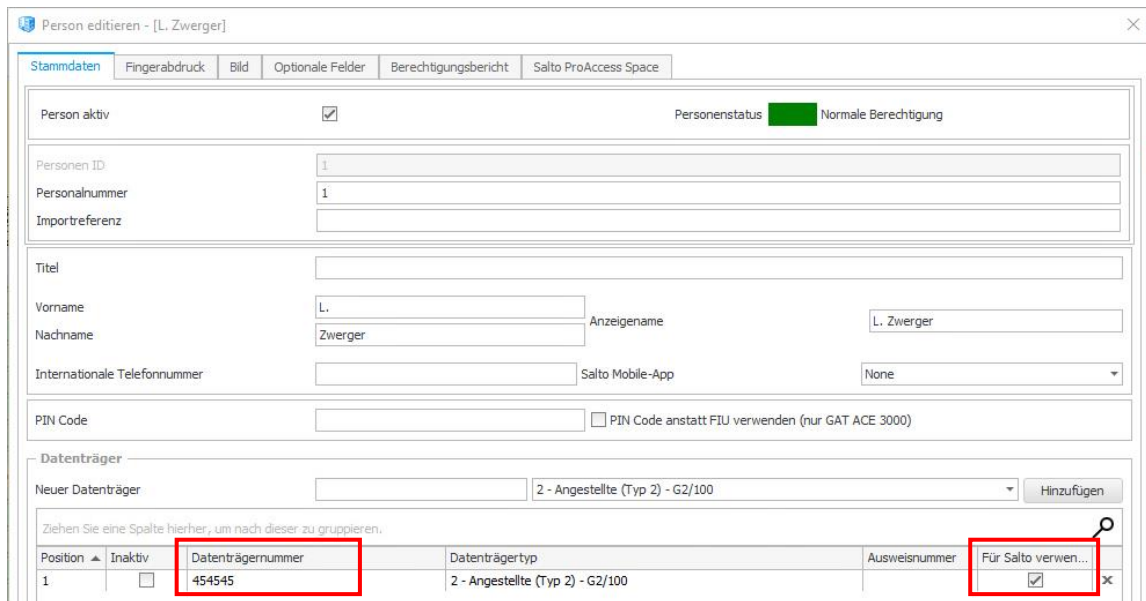 Person editieren - [L. Zwerger]
Stammdaten Fingerabdruck Bild Optionale Felder Berechtigungsbericht Salto ProAccess Space
Person aktiv Personenstatus Normale Berechtigung
Personen ID 1
Personalnummer 1
Importreferenz
Titel
Vorname L.
Anzeigename L. Zwerger
Nachname Zwerger
Internationale Telefonnummer Salto Mobile-App None
PIN Code PIN Code anstatt FIU verwenden (nur GAT ACE 3000)
Datenträger
Neuer Datenträger 2 - Angestellte (Typ 2) - G2/100 Hinzufügen
Ziehen Sie eine Spalte hierher, um nach dieser zu gruppieren.
Position Inaktiv Datenträgernummer Datenträgertyp Ausweisnummer Für Salto verwen...
1 454545 2 - Angestellte (Typ 2) - G2/100